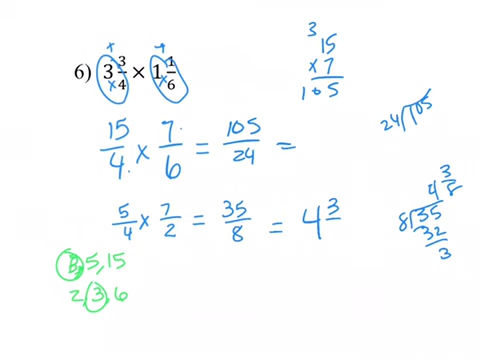 6) 3 3/4 × 1 1/6
3
15
× 7
105
15/4 × 7/6 = 105/24 =
24⟌105
5/4 × 7/2 = 35/8 = 4 3/
4 3/8
8⟌35
32
3
3, 5, 15
2, 3, 6